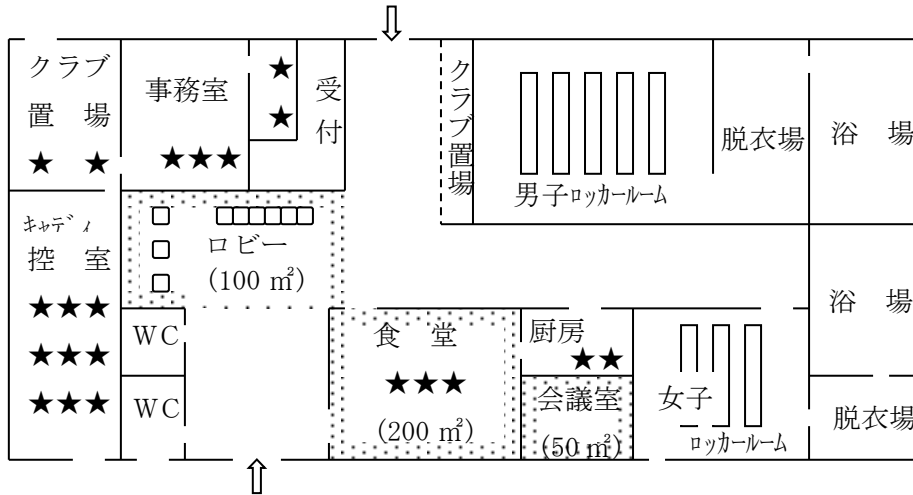 クラブ
置　場
★　★
事務室
★★★
★
★
受
付
クラブ置場
男子ロッカールーム
脱衣場
浴　場
キャディ
控　室
★★★
★★★
★★★
ロビー
(100 ㎡)
WC
WC
食　堂
★★★
(200 ㎡)
厨房
★★
会議室
(50 ㎡)
女子
ロッカールーム
浴　場
脱衣場